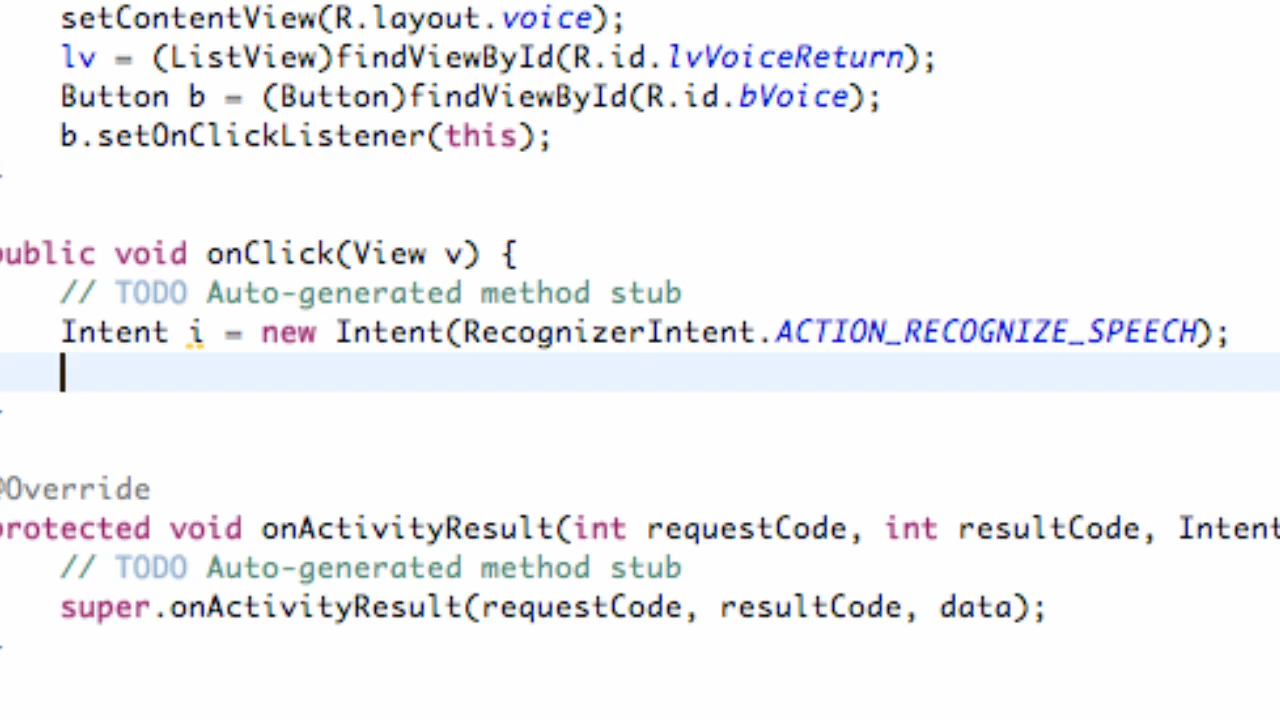 setContentView(R.layout.voice);
lv = (ListView)findViewById(R.id.lvVoiceReturn);
Button b = (Button)findViewById(R.id.bVoice);
b.setOnClickListener(this);
public void onClick(View v) {
// TODO Auto-generated method stub
Intent i = new Intent(RecognizerIntent.ACTION_RECOGNIZE_SPEECH);
@Override
protected void onActivityResult(int requestCode, int resultCode, Intent
// TODO Auto-generated method stub
super.onActivityResult(requestCode, resultCode, data);